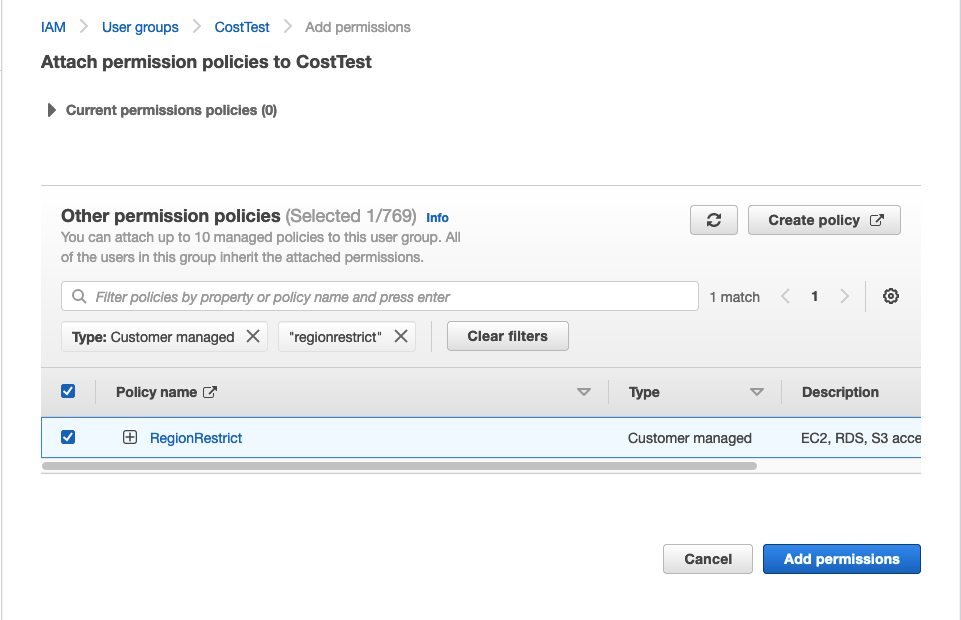 IAM User groups CostTest Add permissions
Attach permission policies to CostTest
Current permissions policies (0)
Other permission policies (Selected 1/769) Info
Create policy
You can attach up to 10 managed policies to this user group. All
of the users in this group inherit the attached permissions.
Filter policies by property or policy name and press enter
1 match 1
Type: Customer managed "regionrestrict" Clear filters
Policy name Type Description
RegionRestrict Customer managed EC2, RDS, S3 acce
Cancel Add permissions